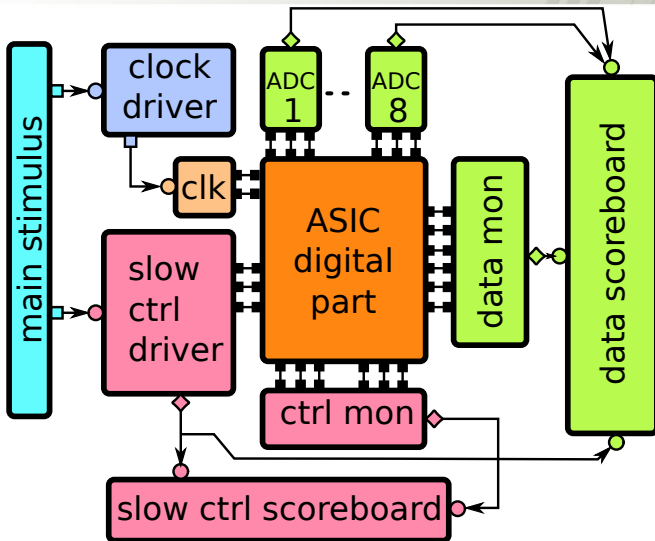 main stimulus
clock
driver
clk
slow
ctrl
driver
ADC
1
- -
ADC
8
ASIC
digital
part
data mon
data scoreboard
ctrl mon
slow ctrl scoreboard